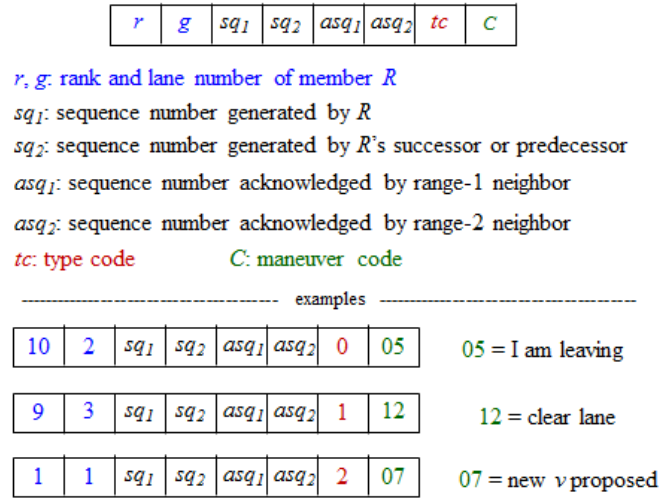 r g sq1 sq2 asq1 asq2 tc C
r, g: rank and lane number of member R
sq1: sequence number generated by R
sq2: sequence number generated by R's successor or predecessor
asq1: sequence number acknowledged by range-1 neighbor
asq2: sequence number acknowledged by range-2 neighbor
tc: type code C: maneuver code
examples
10 2 sq1 sq2 asq1 asq2 0 05 05 = I am leaving
9 3 sq1 sq2 asq1 asq2 1 12 12 = clear lane
1 1 sq1 sq2 asq1 asq2 2 07 07 = new v proposed